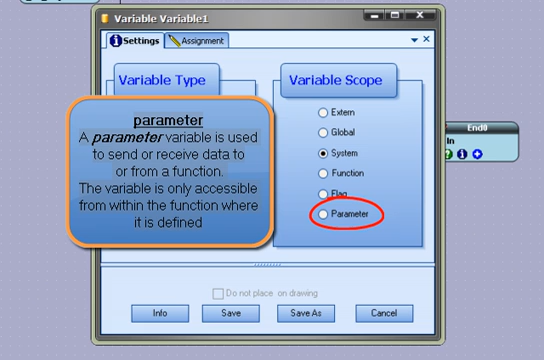 Variable Variable1
Settings
Assignment
Variable Type
Variable Scope
parameter
A parameter variable is used
to send or receive data to
or from a function.
The variable is only accessible
from within the function where
it is defined
Extern
Global
System
Function
Flag
Parameter
Do not place on drawing
Info
Save
Save As
Cancel
End0
In